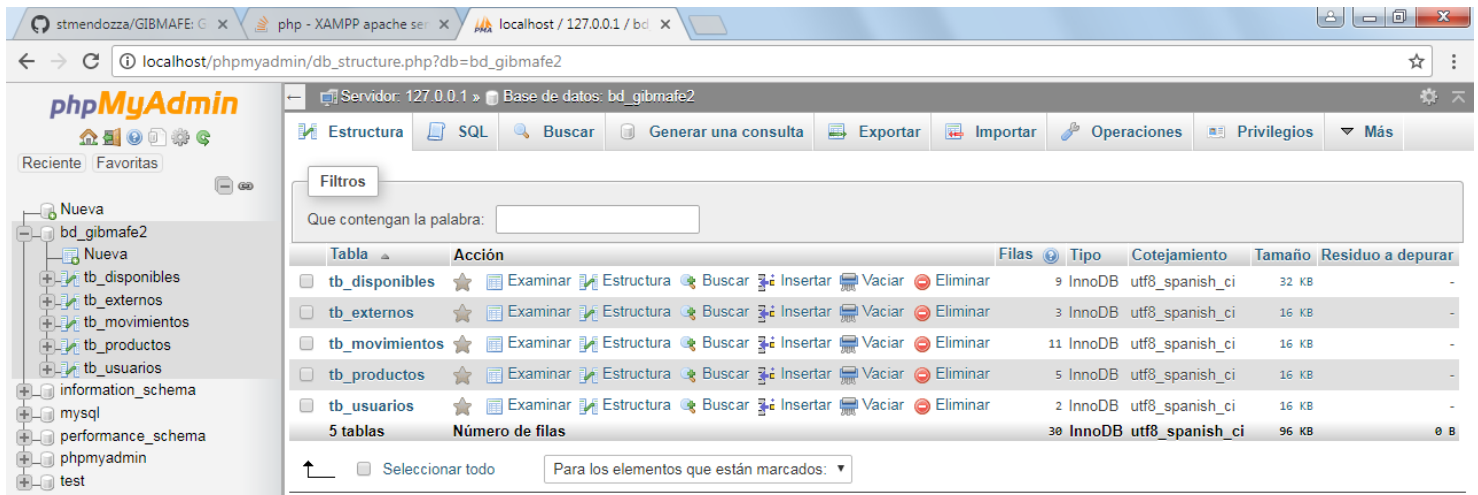 stmendozza/GIBMAFE: G
php - XAMPP apache ser
localhost / 127.0.0.1 / bd
localhost/phpmyadmin/db_structure.php?db=bd_gibmafe2
phpMyAdmin
Reciente Favoritas
Nueva
bd_gibmafe2
Nueva
tb_disponibles
tb_externos
tb_movimientos
tb_productos
tb_usuarios
information_schema
mysql
performance_schema
phpmyadmin
test
Servidor: 127.0.0.1 » Base de datos: bd_gibmafe2
Estructura SQL Buscar Generar una consulta Exportar Importar Operaciones Privilegios Más
Filtros
Que contengan la palabra:
Tabla Acción Filas Tipo Cotejamiento Tamaño Residuo a depurar
tb_disponibles Examinar Estructura Buscar Insertar Vaciar Eliminar 9 InnoDB utf8_spanish_ci 32 KB -
tb_externos Examinar Estructura Buscar Insertar Vaciar Eliminar 3 InnoDB utf8_spanish_ci 16 KB -
tb_movimientos Examinar Estructura Buscar Insertar Vaciar Eliminar 11 InnoDB utf8_spanish_ci 16 KB -
tb_productos Examinar Estructura Buscar Insertar Vaciar Eliminar 5 InnoDB utf8_spanish_ci 16 KB -
tb_usuarios Examinar Estructura Buscar Insertar Vaciar Eliminar 2 InnoDB utf8_spanish_ci 16 KB -
5 tablas Número de filas 30 InnoDB utf8_spanish_ci 96 KB 0 B
Seleccionar todo Para los elementos que están marcados: